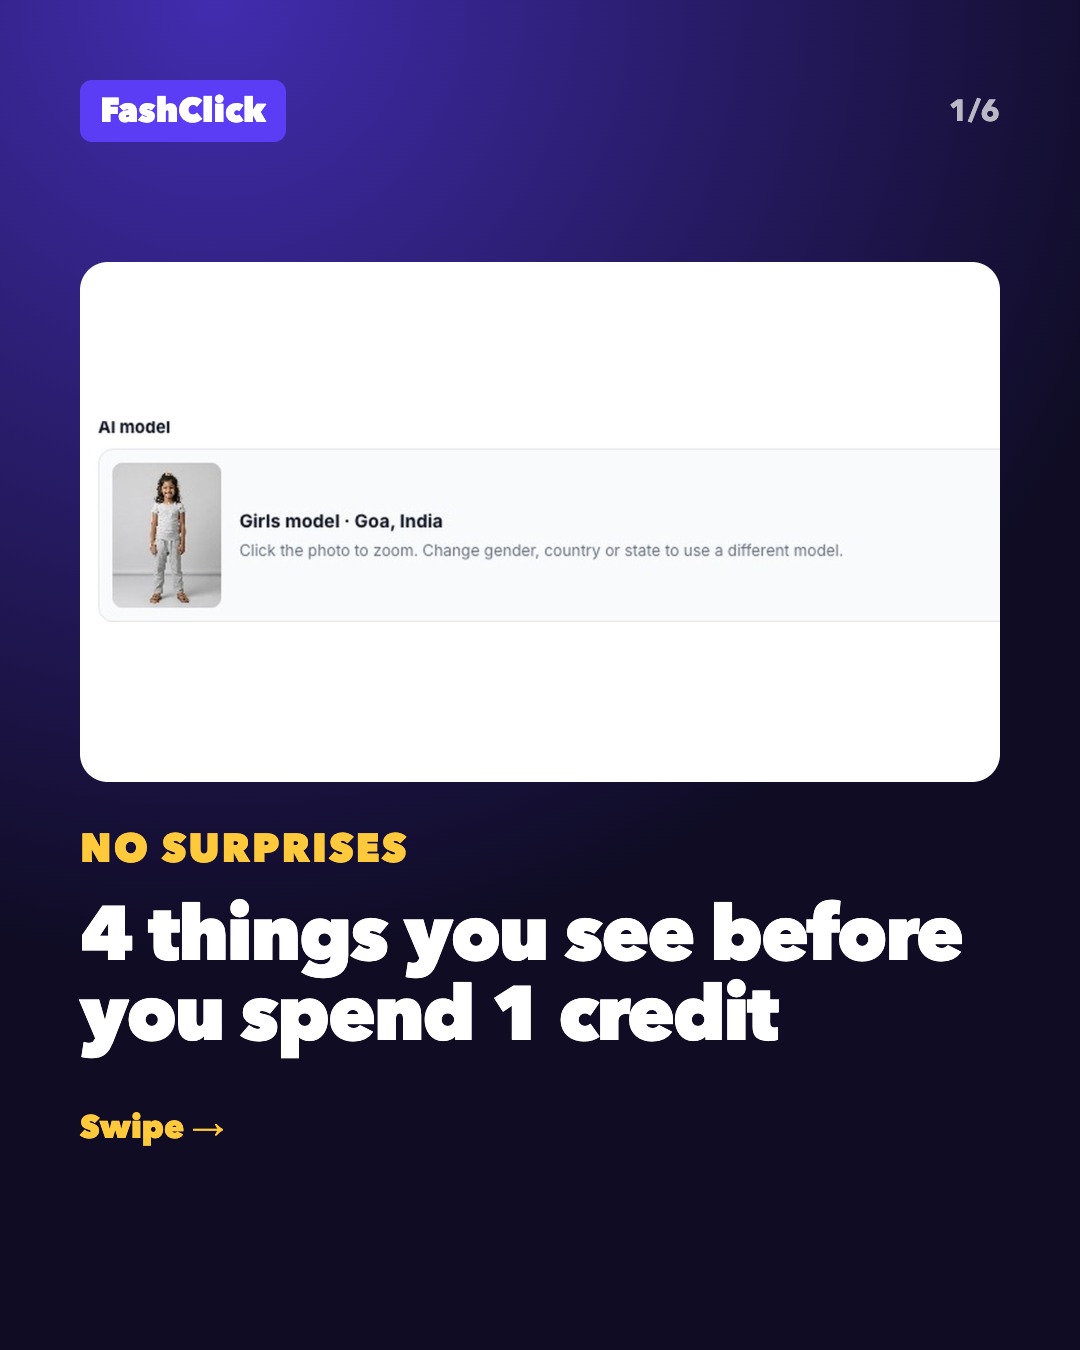 FashClick
1/6
AI model
Girls model · Goa, India
Click the photo to zoom. Change gender, country or state to use a different model.
NO SURPRISES
4 things you see before
you spend 1 credit
Swipe →